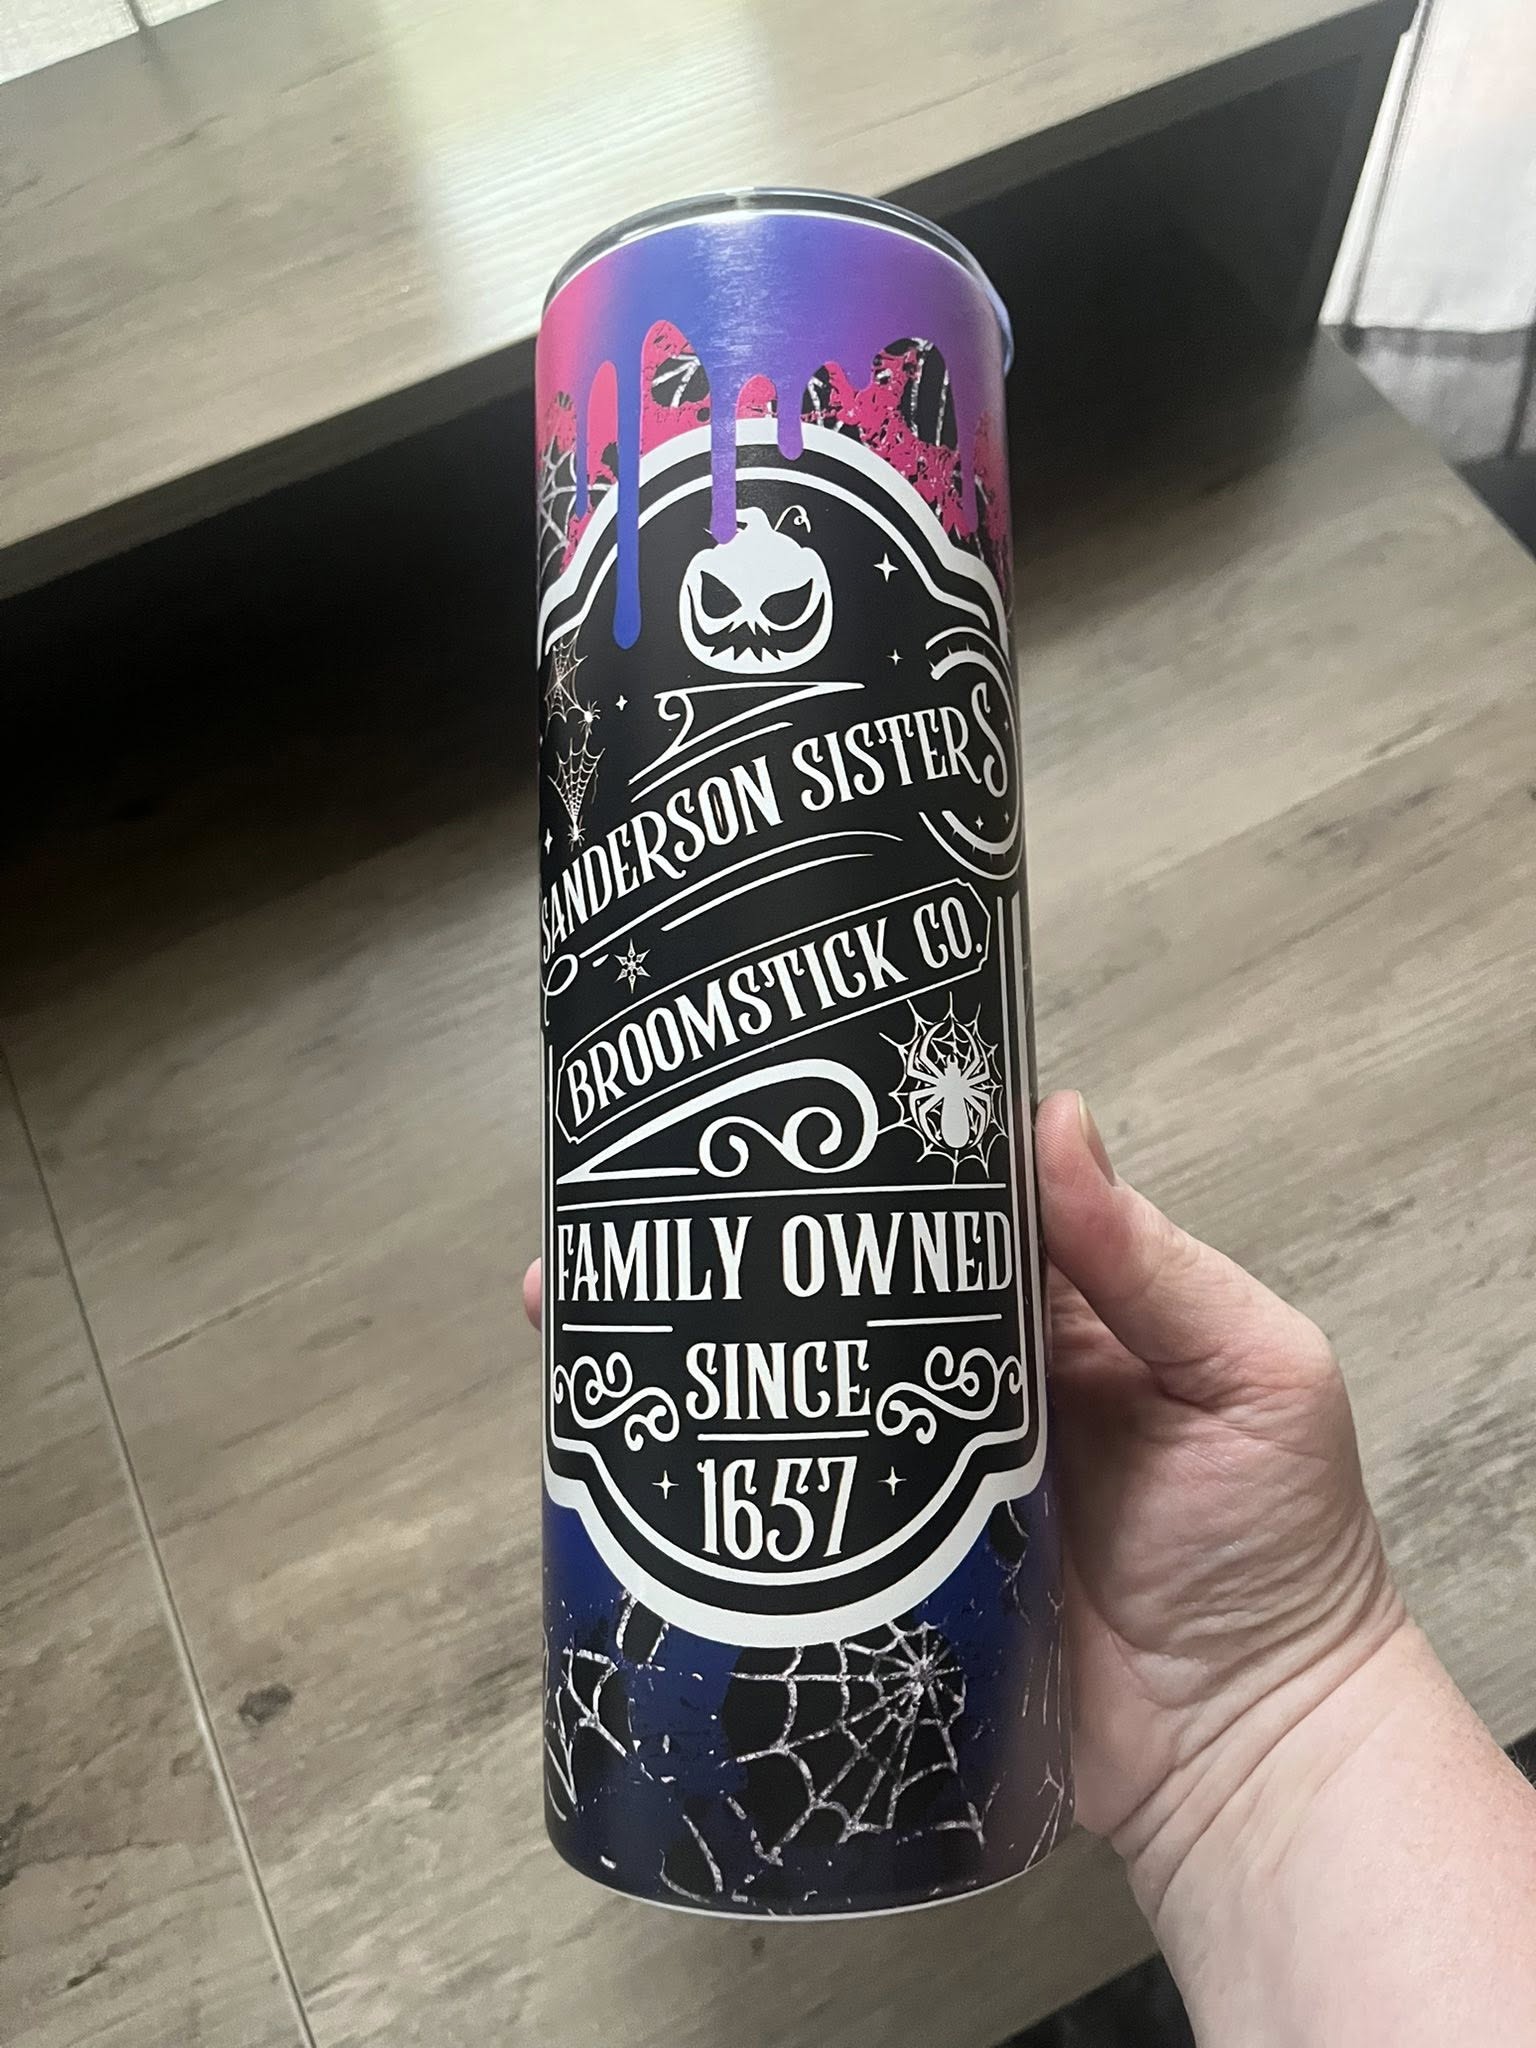 SANDERSON SISTERS
BROOMSTICK CO.
FAMILY OWNED
SINCE
1657